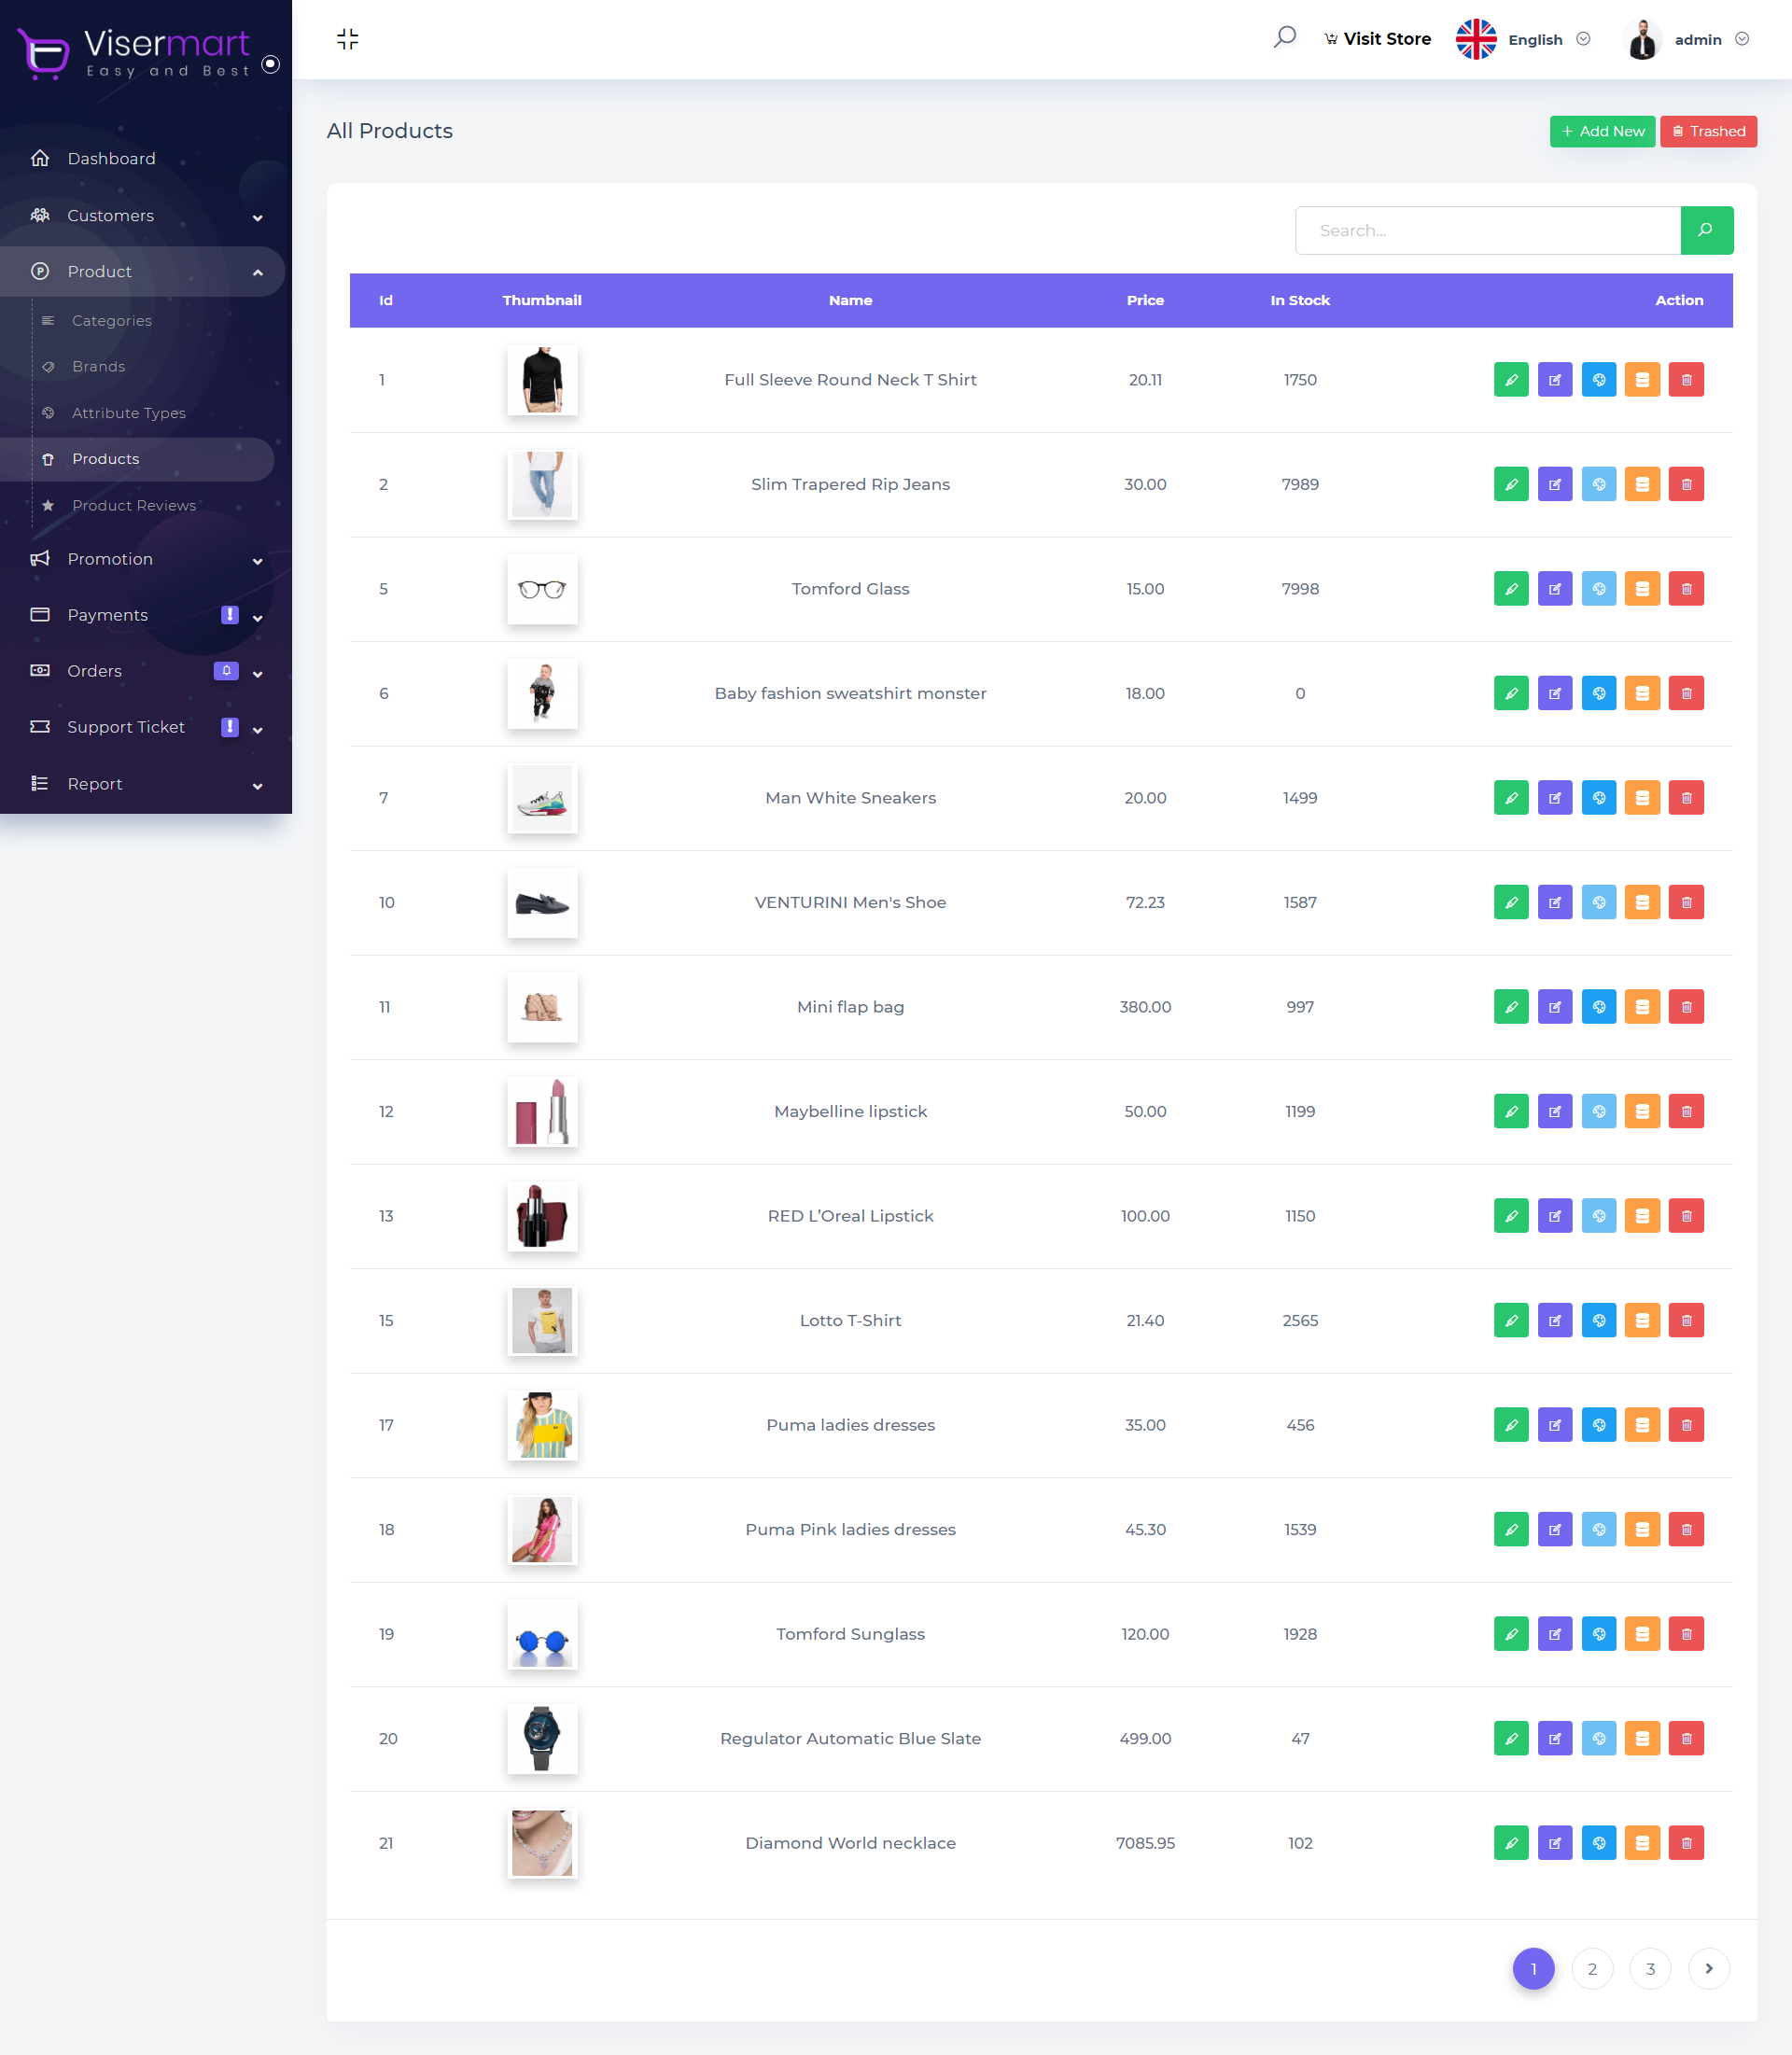 Visermart
Easy and Best
Visit Store
English
admin
Dashboard
Customers
Product
Categories
Brands
Attribute Types
Products
Product Reviews
Promotion
Payments
Orders
Support Ticket
Report
All Products
+ Add New
Trashed
Search...
Id Thumbnail Name Price In Stock Action
1 Full Sleeve Round Neck T Shirt 20.11 1750
2 Slim Trapered Rip Jeans 30.00 7989
5 Tomford Glass 15.00 7998
6 Baby fashion sweatshirt monster 18.00 0
7 Man White Sneakers 20.00 1499
10 VENTURINI Men's Shoe 72.23 1587
11 Mini flap bag 380.00 997
12 Maybelline lipstick 50.00 1199
13 RED L’Oreal Lipstick 100.00 1150
15 Lotto T-Shirt 21.40 2565
17 Puma ladies dresses 35.00 456
18 Puma Pink ladies dresses 45.30 1539
19 Tomford Sunglass 120.00 1928
20 Regulator Automatic Blue Slate 499.00 47
21 Diamond World necklace 7085.95 102
1 2 3